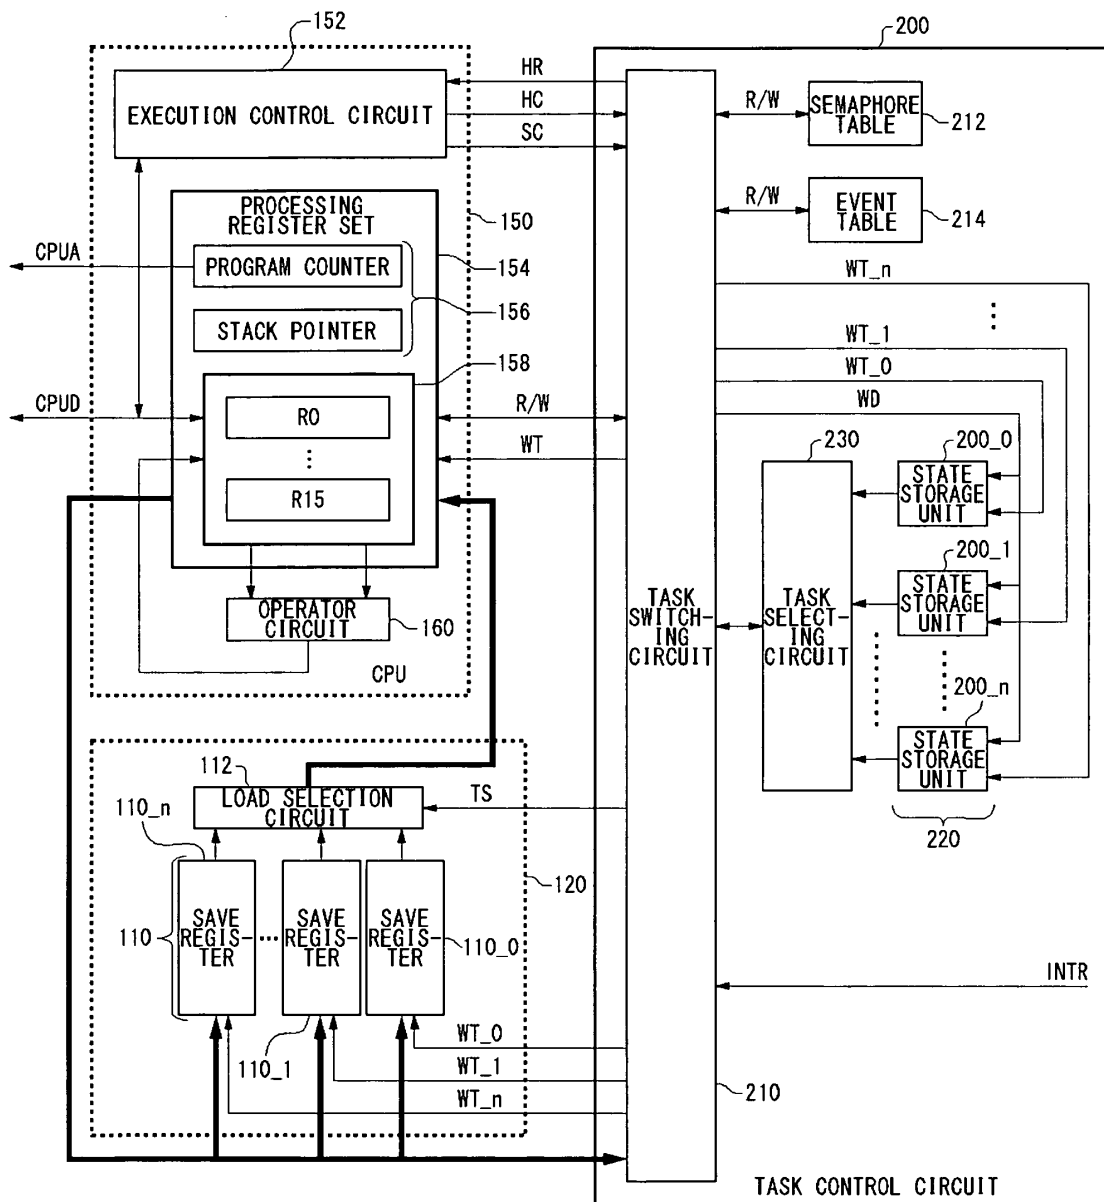 152
200
HR
HC
SC
EXECUTION CONTROL CIRCUIT
R/W
SEMAPHORE
TABLE
212
PROCESSING
REGISTER SET
150
R/W
EVENT
TABLE
214
CPUA
PROGRAM COUNTER
154
156
STACK POINTER
WT_n
158
WT_1
WT_0
CPUD
R0
R/W
WD
WT
R15
230
200_0
STATE
STORAGE
UNIT
200_1
STATE
STORAGE
UNIT
OPERATOR
CIRCUIT
160
CPU
TASK
SWITCH-
ING
CIRCUIT
TASK
SELECT-
ING
CIRCUIT
200_n
STATE
STORAGE
UNIT
220
112
LOAD SELECTION
CIRCUIT
TS
110_n
120
110
SAVE
REGIS-
TER
SAVE
REGIS-
TER
SAVE
REGIS-
TER
110_0
INTR
110_1
WT_0
WT_1
WT_n
210
TASK CONTROL CIRCUIT